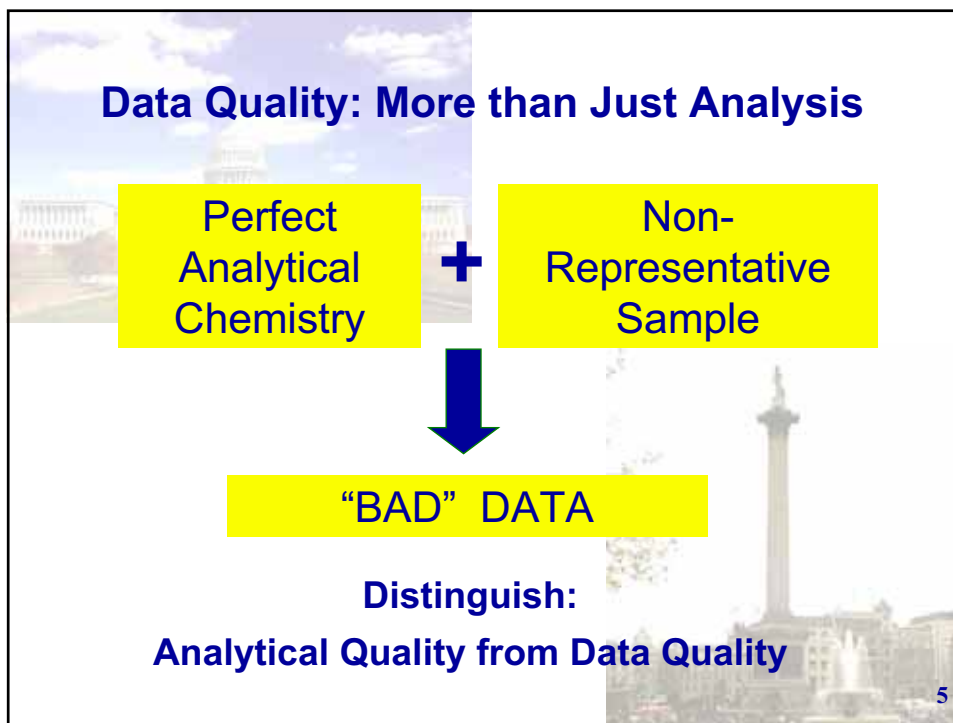 Data Quality: More than Just Analysis
Perfect
Analytical
Chemistry
+
Non-
Representative
Sample
“BAD” DATA
Distinguish:
Analytical Quality from Data Quality
5